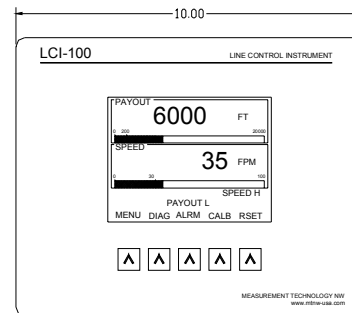 10.00
LCI-100 LINE CONTROL INSTRUMENT
PAYOUT
6000 FT
0 200 20000
SPEED
35 FPM
0 30 100
SPEED H
PAYOUT L
MENU DIAG ALRM CALB RSET
MEASUREMENT TECHNOLOGY NW
www.mtnw-usa.com